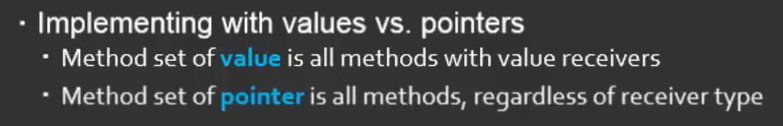 · Implementing with values vs. pointers
· Method set of value is all methods with value receivers
· Method set of pointer is all methods, regardless of receiver type